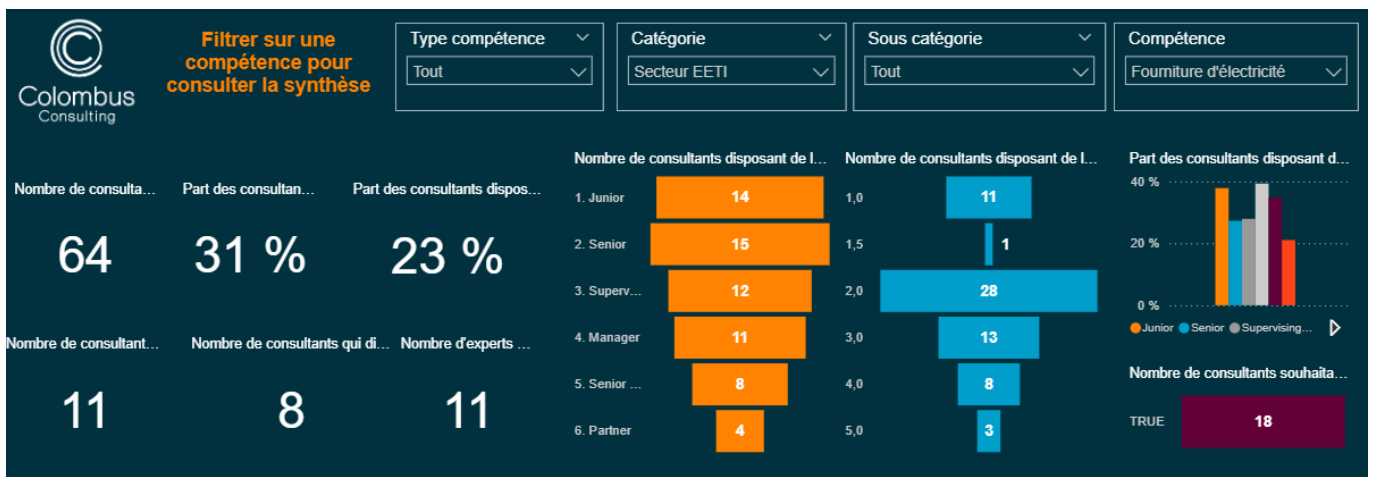 Colombus
Consulting
Filtrer sur une
compétence pour
consulter la synthèse
Type compétence
Tout
Catégorie
Secteur EETI
Sous catégorie
Tout
Compétence
Fourniture d'électricité
Nombre de consulta...
64
Part des consultan...
31 %
Part des consultants dispos...
23 %
Nombre de consultant...
11
Nombre de consultants qui di...
8
Nombre d'experts ...
11
Nombre de consultants disposant de l...
1. Junior 14
2. Senior 15
3. Superv... 12
4. Manager 11
5. Senior ... 8
6. Partner 4
Nombre de consultants disposant de l...
1,0 11
1,5 1
2,0 28
3,0 13
4,0 8
5,0 3
Part des consultants disposant d...
40 %
20 %
0 %
Junior Senior Supervising...
Nombre de consultants souhaita...
TRUE 18